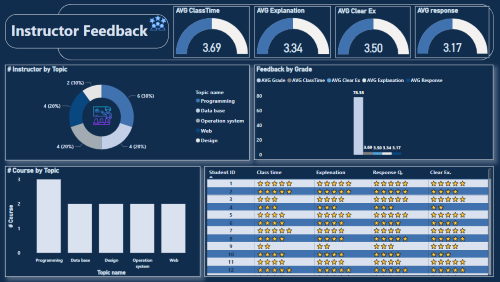 Instructor Feedback
AVG ClassTime
3.69
AVG Explanation
3.34
AVG Clear Ex
3.50
AVG response
3.17
# Instructor by Topic
2 (10%)
6 (30%)
4 (20%)
4 (20%)
4 (20%)
Topic name
Programming
Data base
Operation system
Web
Design
Feedback by Grade
AVG Grade AVG ClassTime AVG Clear Ex AVG Explanation AVG Response
80
60
40
20
0
3.69 3.50 3.34 3.17
# Course by Topic
# Course
3
2
1
0
Programming Data base Design Operation system Web
Topic name
Student ID Class time Explanation Response Q. Clear Ex.
1
2
3
4
5
6
7
8
9
10
11
12